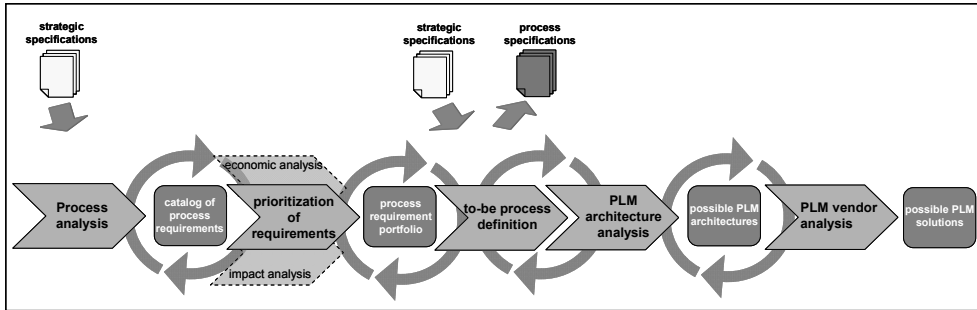 strategic
specifications
strategic
specifications
process
specifications
economic analysis
Process
analysis
catalog of
process
requirements
prioritization of
requirements
impact analysis
process
requirement
portfolio
to-be process
definition
PLM
architecture
analysis
possible PLM
architectures
PLM vendor
analysis
possible PLM
solutions